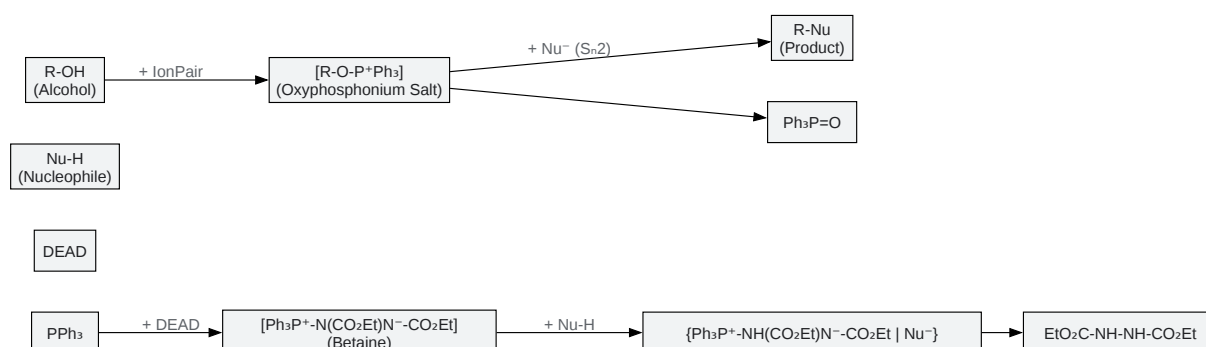 R-Nu
(Product)
+ Nu⁻ (Sₙ2)
R-OH
(Alcohol)
+ IonPair
[R-O-P⁺Ph₃]
(Oxyphosphonium Salt)
Ph₃P=O
Nu-H
(Nucleophile)
DEAD
PPh₃
+ DEAD
[Ph₃P⁺-N(CO₂Et)N⁻-CO₂Et]
(Betaine)
+ Nu-H
{Ph₃P⁺-NH(CO₂Et)N⁻-CO₂Et | Nu⁻}
EtO₂C-NH-NH-CO₂Et